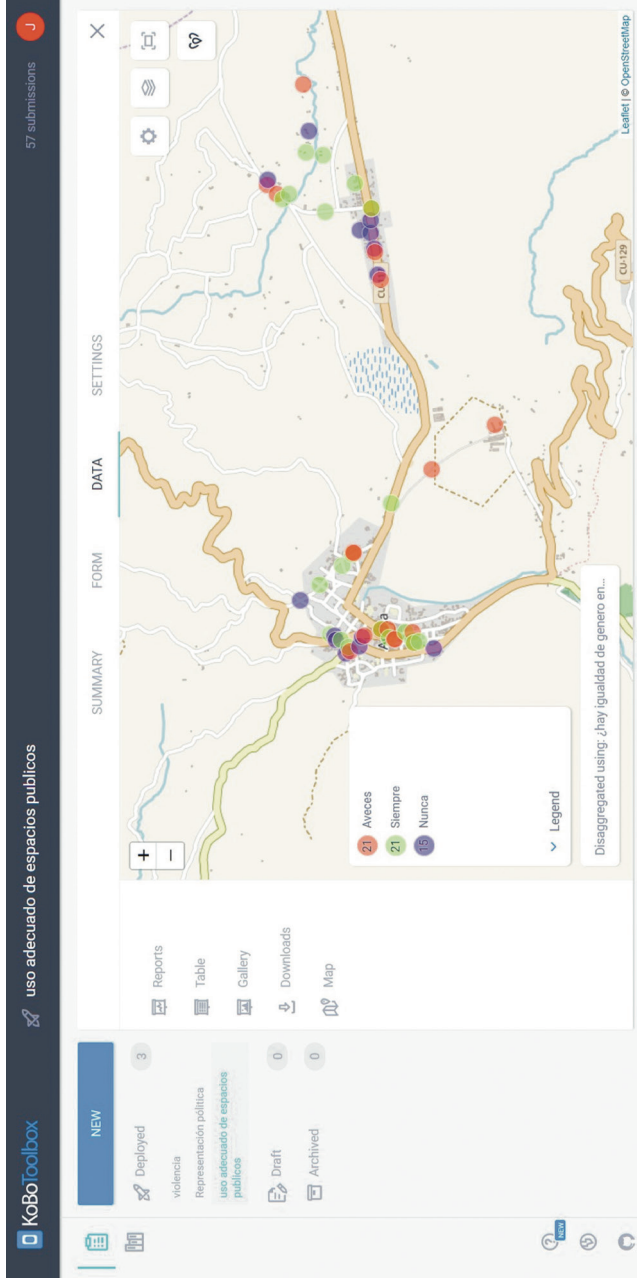 KoBoToolbox
uso adecuado de espacios publicos
57 submissions
J
NEW
Deployed 3
violencia
Representación política
uso adecuado de espacios
publicos
Draft 0
Archived 0
NEW
SUMMARY
FORM
DATA
SETTINGS
Reports
Table
Gallery
Downloads
Map
+
−
21 Aveces
21 Siempre
15 Nunca
Legend
Disaggregated using: ¿hay igualdad de genero en...
CU-129
Leaflet | © OpenStreetMap